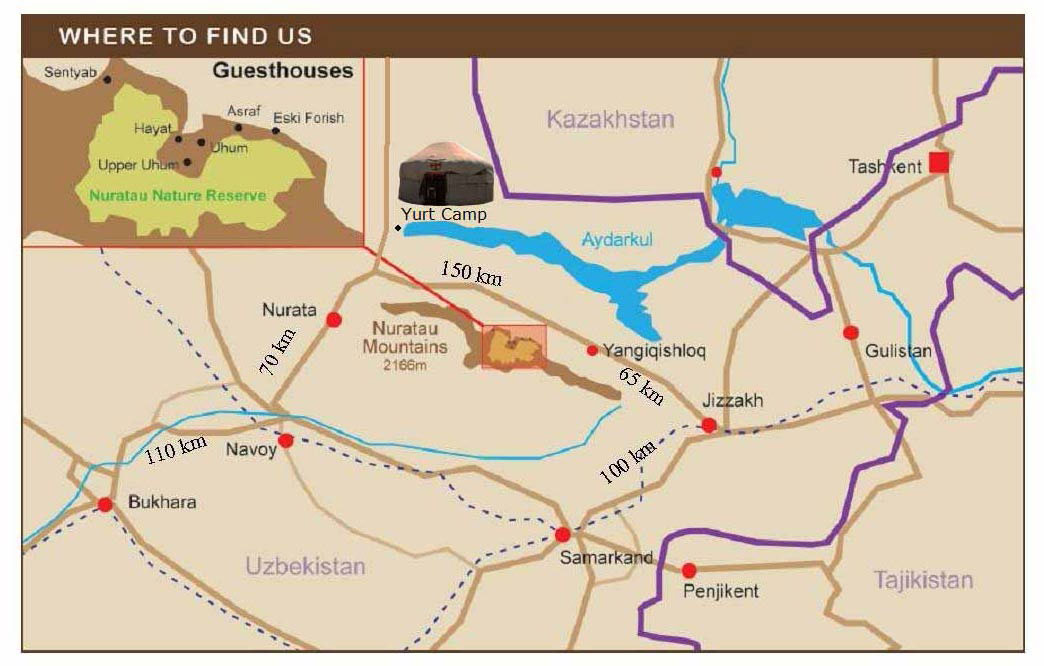 WHERE TO FIND US
Guesthouses
Sentyab
Asraf
Eski Forish
Hayat
Uhum
Upper Uhum
Nuratau Nature Reserve
Kazakhstan
Tashkent
Yurt Camp
Aydarkul
150 km
Nurata
Nuratau
Mountains
2166m
70 km
Yangiqishloq
Gulistan
65 km
Jizzakh
110 km
Navoy
100 km
Bukhara
Samarkand
Uzbekistan
Penjikent
Tajikistan